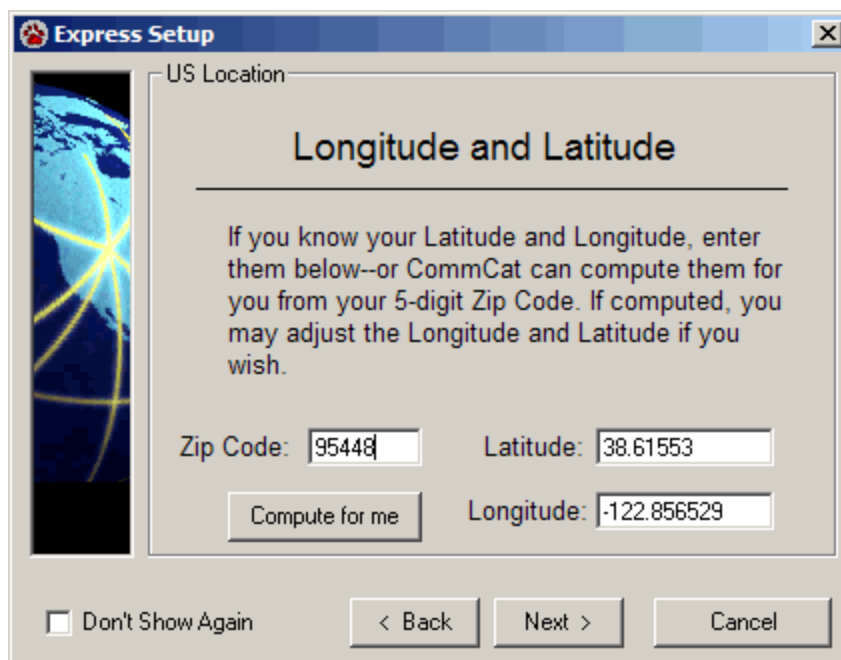 Express Setup
US Location
Longitude and Latitude
If you know your Latitude and Longitude, enter
them below--or CommCat can compute them for
you from your 5-digit Zip Code. If computed, you
may adjust the Longitude and Latitude if you
wish.
Zip Code: 95448 Latitude: 38.61553
Compute for me Longitude: -122.856529
Don't Show Again < Back Next > Cancel